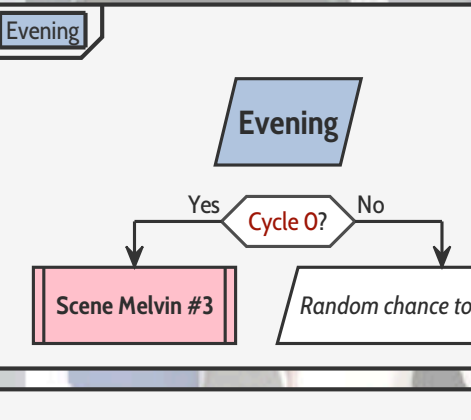 Evening
Evening
Yes
Cycle 0?
No
Scene Melvin #3
Random chance to